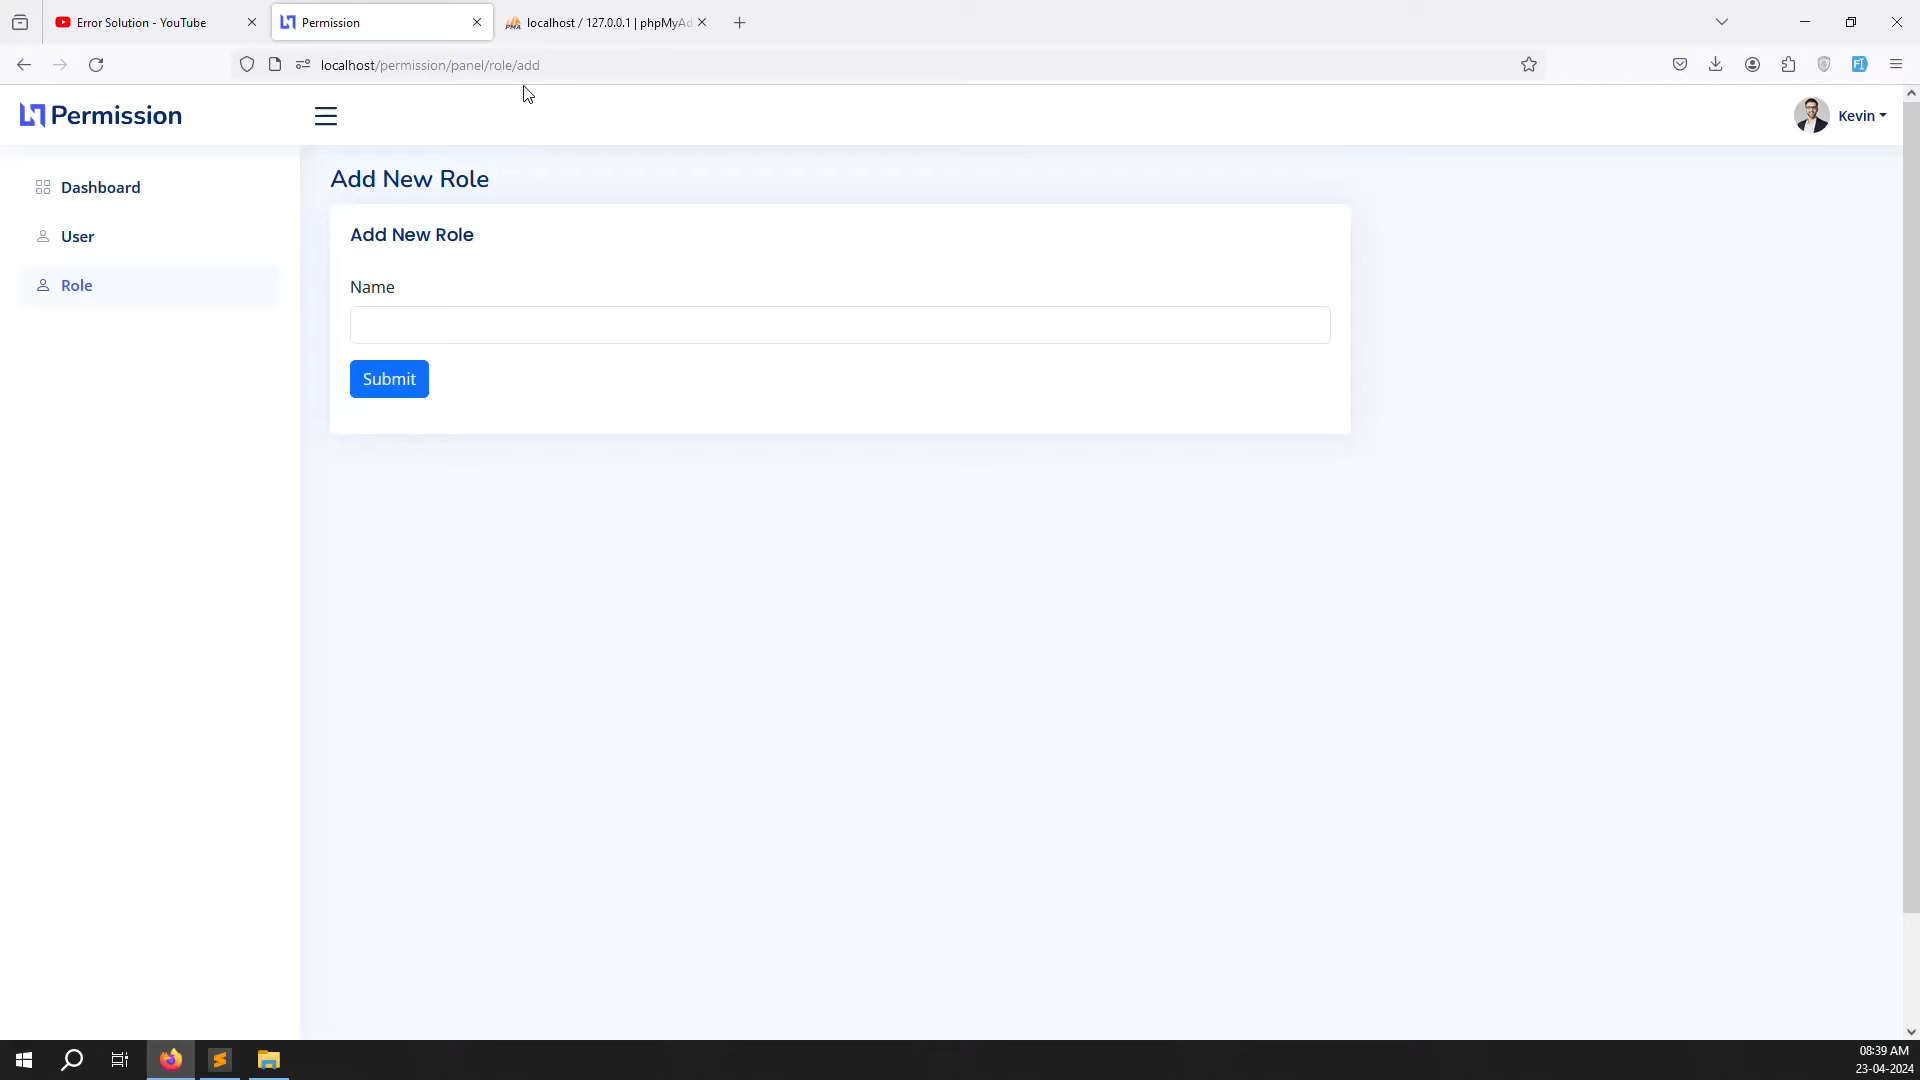 Error Solution - YouTube
Permission
localhost / 127.0.0.1 | phpMyAd
localhost/permission/panel/role/add
Permission
Kevin
Dashboard
User
Role
Add New Role
Add New Role
Name
Submit
08:39 AM
23-04-2024